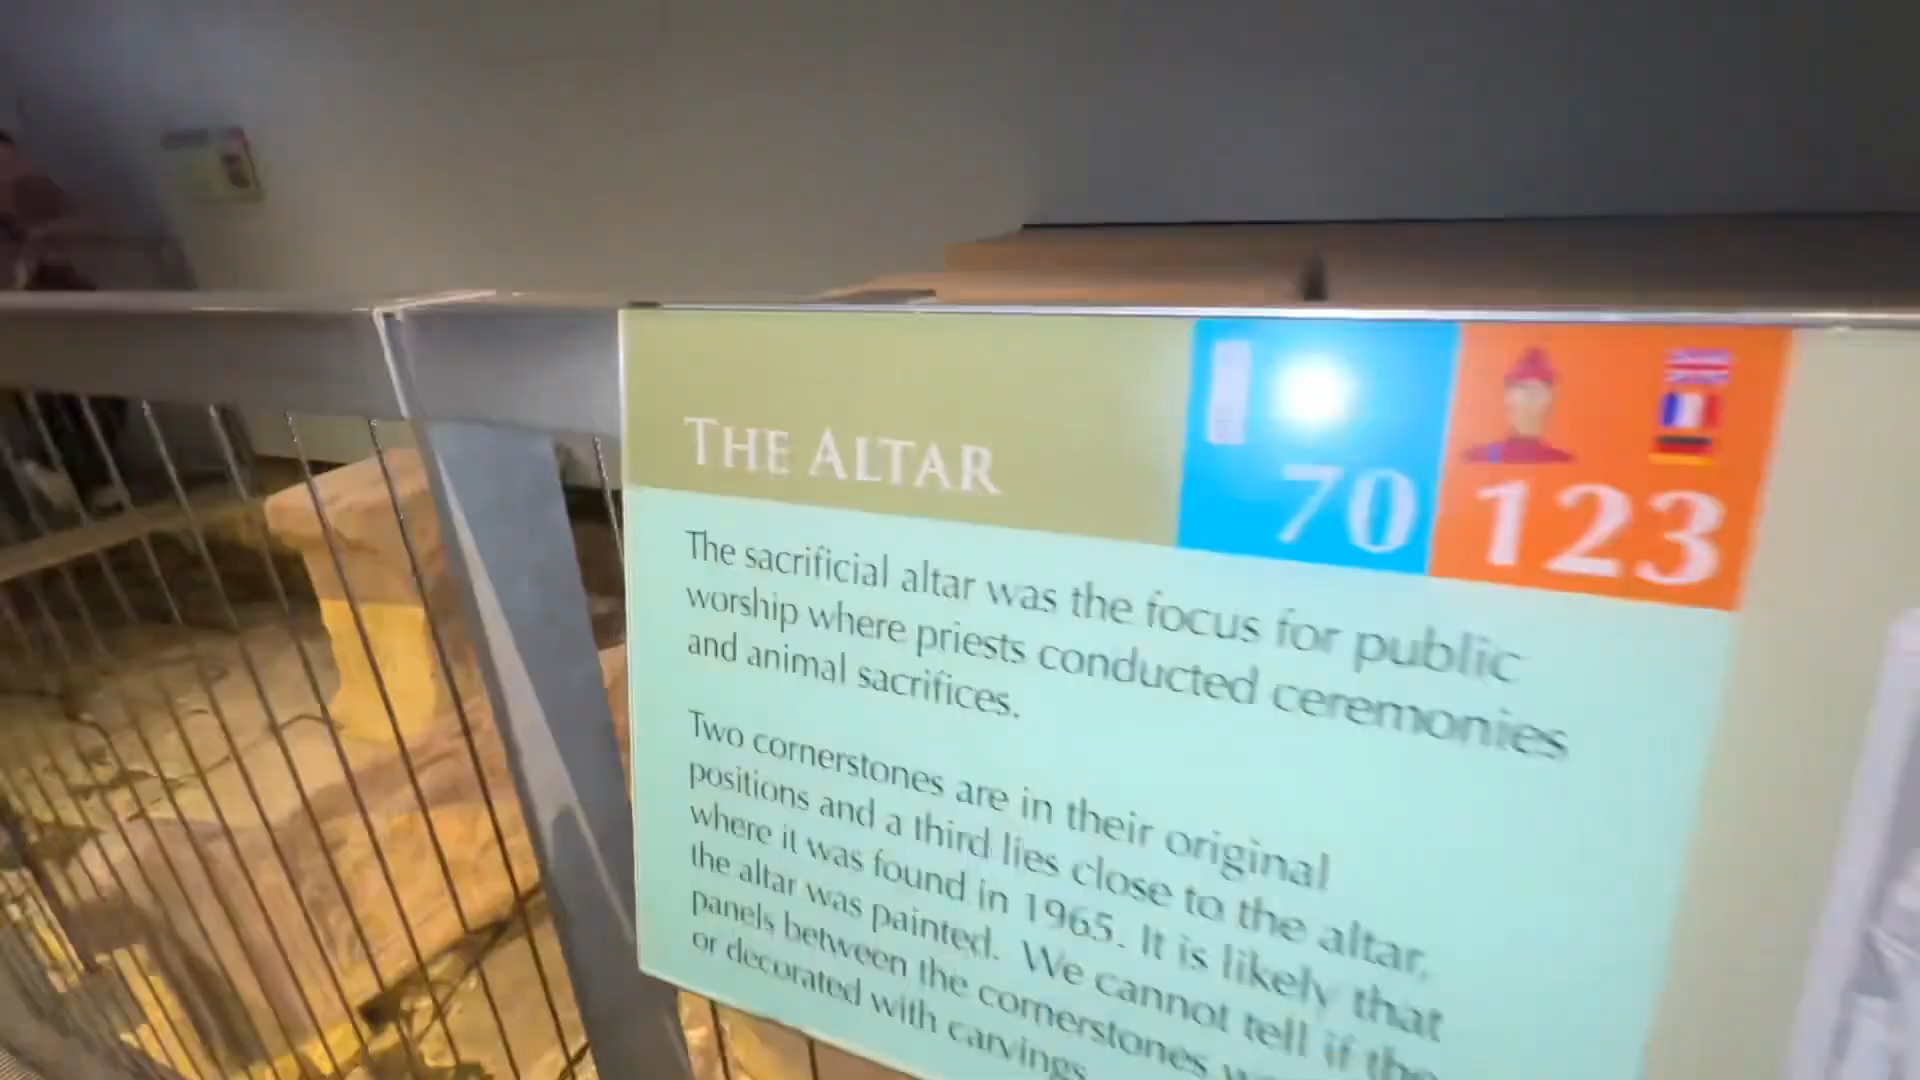 THE ALTAR
70
123
The sacrificial altar was the focus for public
worship where priests conducted ceremonies
and animal sacrifices.
Two cornerstones are in their original
positions and a third lies close to the altar,
where it was found in 1965. It is likely that
the altar was painted. We cannot tell if the
panels between the cornerstones
or decorated with carvings.